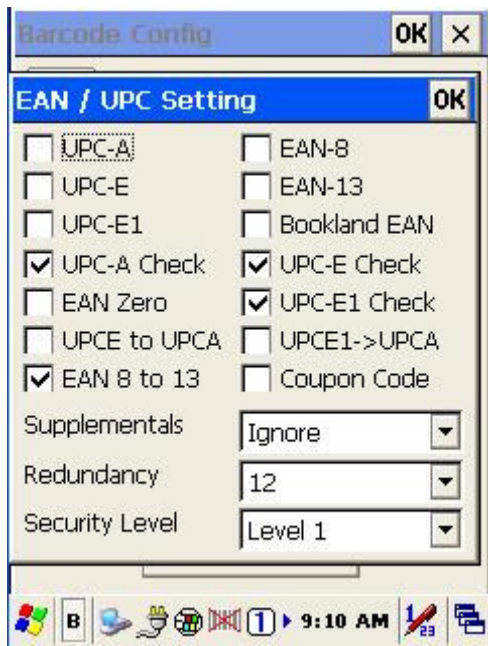 Barcode Config OK ×
EAN / UPC Setting OK
UPC-A EAN-8
UPC-E EAN-13
UPC-E1 Bookland EAN
UPC-A Check UPC-E Check
EAN Zero UPC-E1 Check
UPCE to UPCA UPCE1->UPCA
EAN 8 to 13 Coupon Code
Supplementals Ignore
Redundancy 12
Security Level Level 1
B 1 9:10 AM 1/23